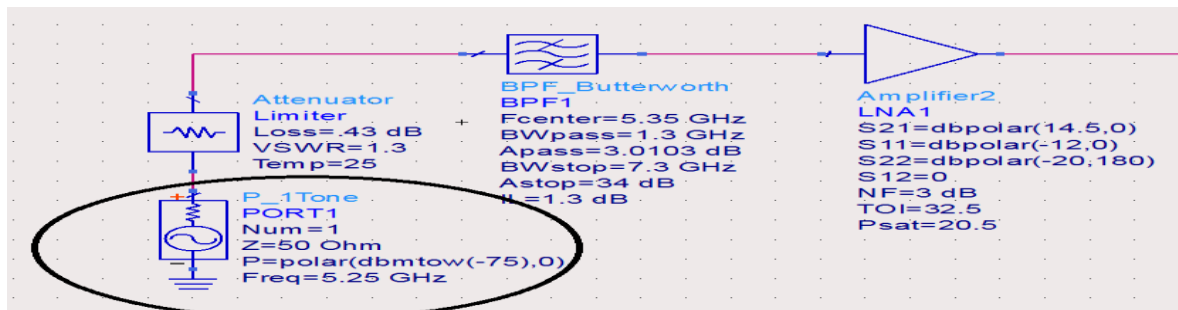 Attenuator
Limiter
Loss=.43 dB
VSWR=1.3
Temp=25
P_1Tone
PORT1
Num=1
Z=50 Ohm
P=polar(dbmtow(-75),0)
Freq=5.25 GHz
BPF_Butterworth
BPF1
Fcenter=5.35 GHz
BWpass=1.3 GHz
Apass=3.0103 dB
BWstop=7.3 GHz
Astop=34 dB
IL=1.3 dB
Amplifier2
LNA1
S21=dbpolar(14.5,0)
S11=dbpolar(-12,0)
S22=dbpolar(-20,180)
S12=0
NF=3 dB
TOI=32.5
Psat=20.5